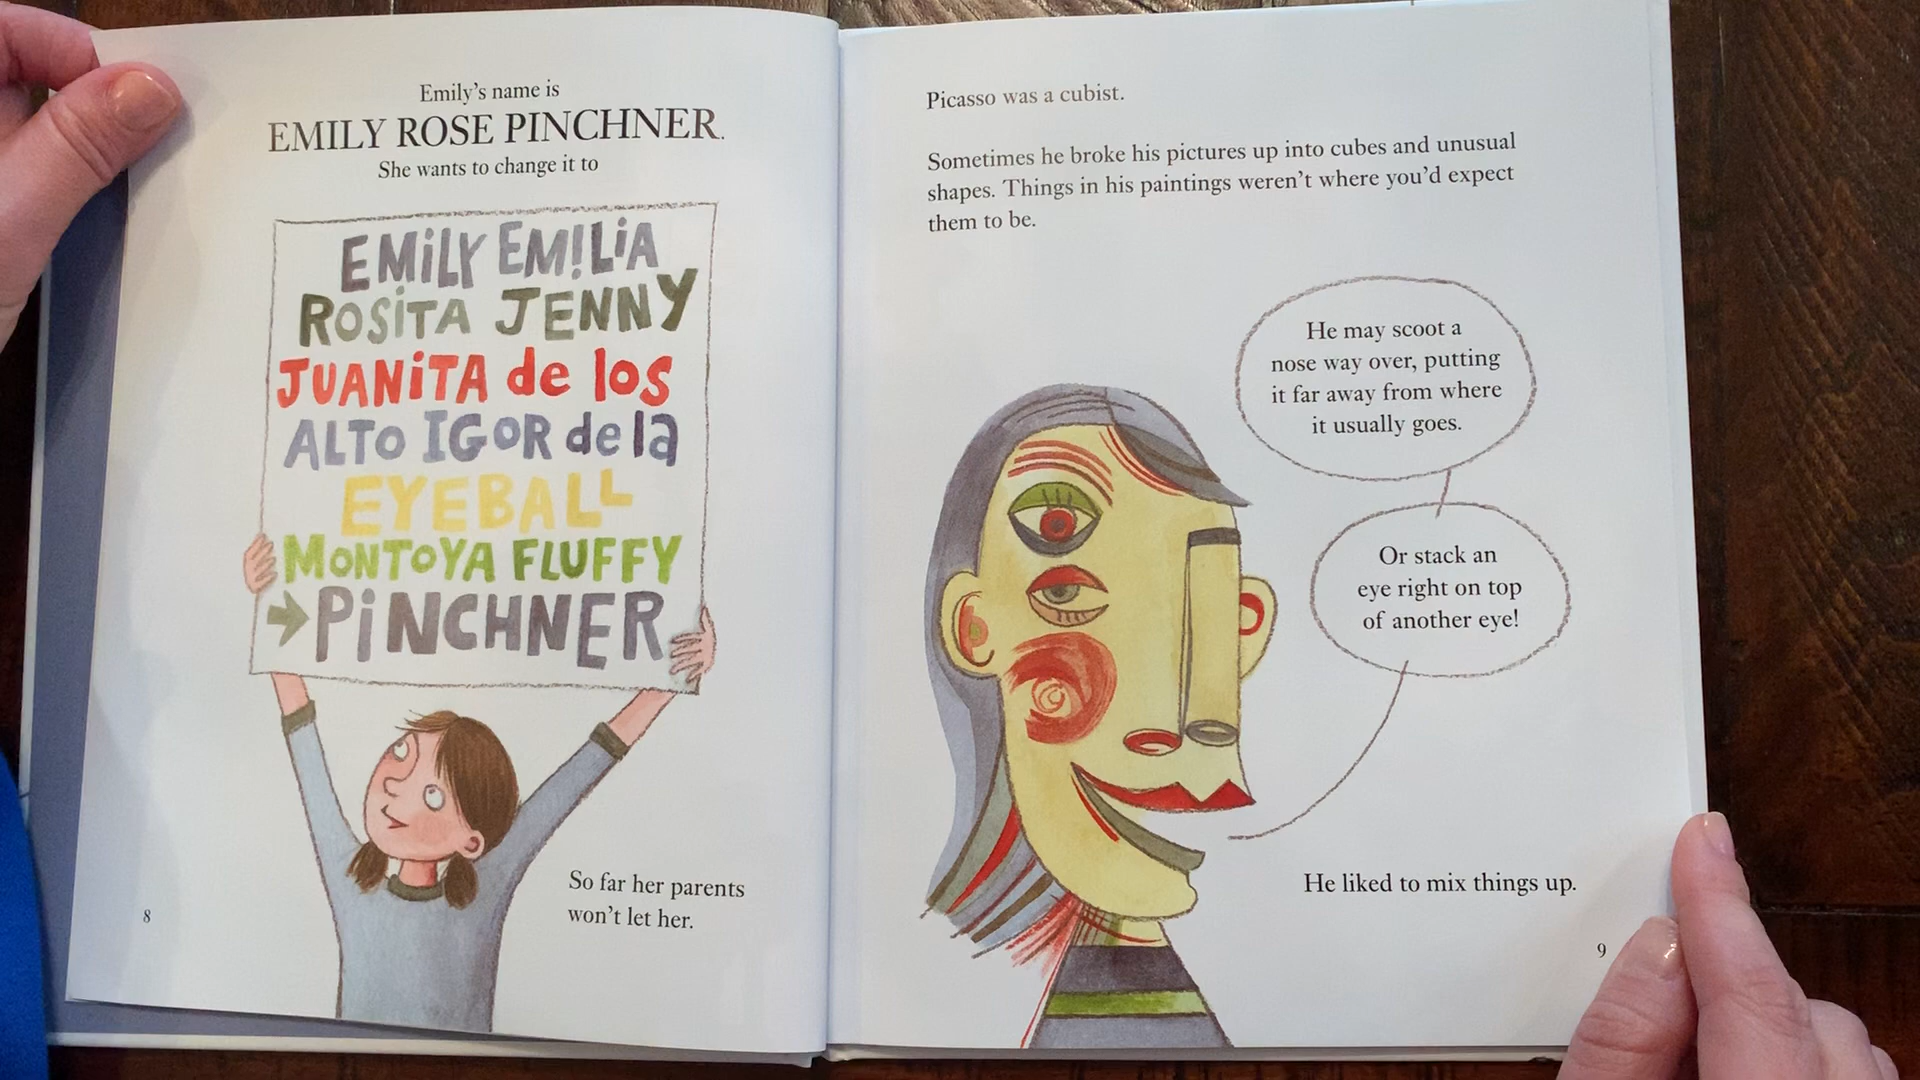 Emily's name is
EMILY ROSE PINCHNER.
She wants to change it to
EMiLY EM!LiA
ROSiTA JENNY
JUANiTA de los
ALTO IGOR de la
EYEBALL
MONTOYA FLUFFY
→PiNCHNER
So far her parents
won't let her.
8
Picasso was a cubist.
Sometimes he broke his pictures up into cubes and unusual
shapes. Things in his paintings weren't where you'd expect
them to be.
He may scoot a
nose way over, putting
it far away from where
it usually goes.
Or stack an
eye right on top
of another eye!
He liked to mix things up.
9